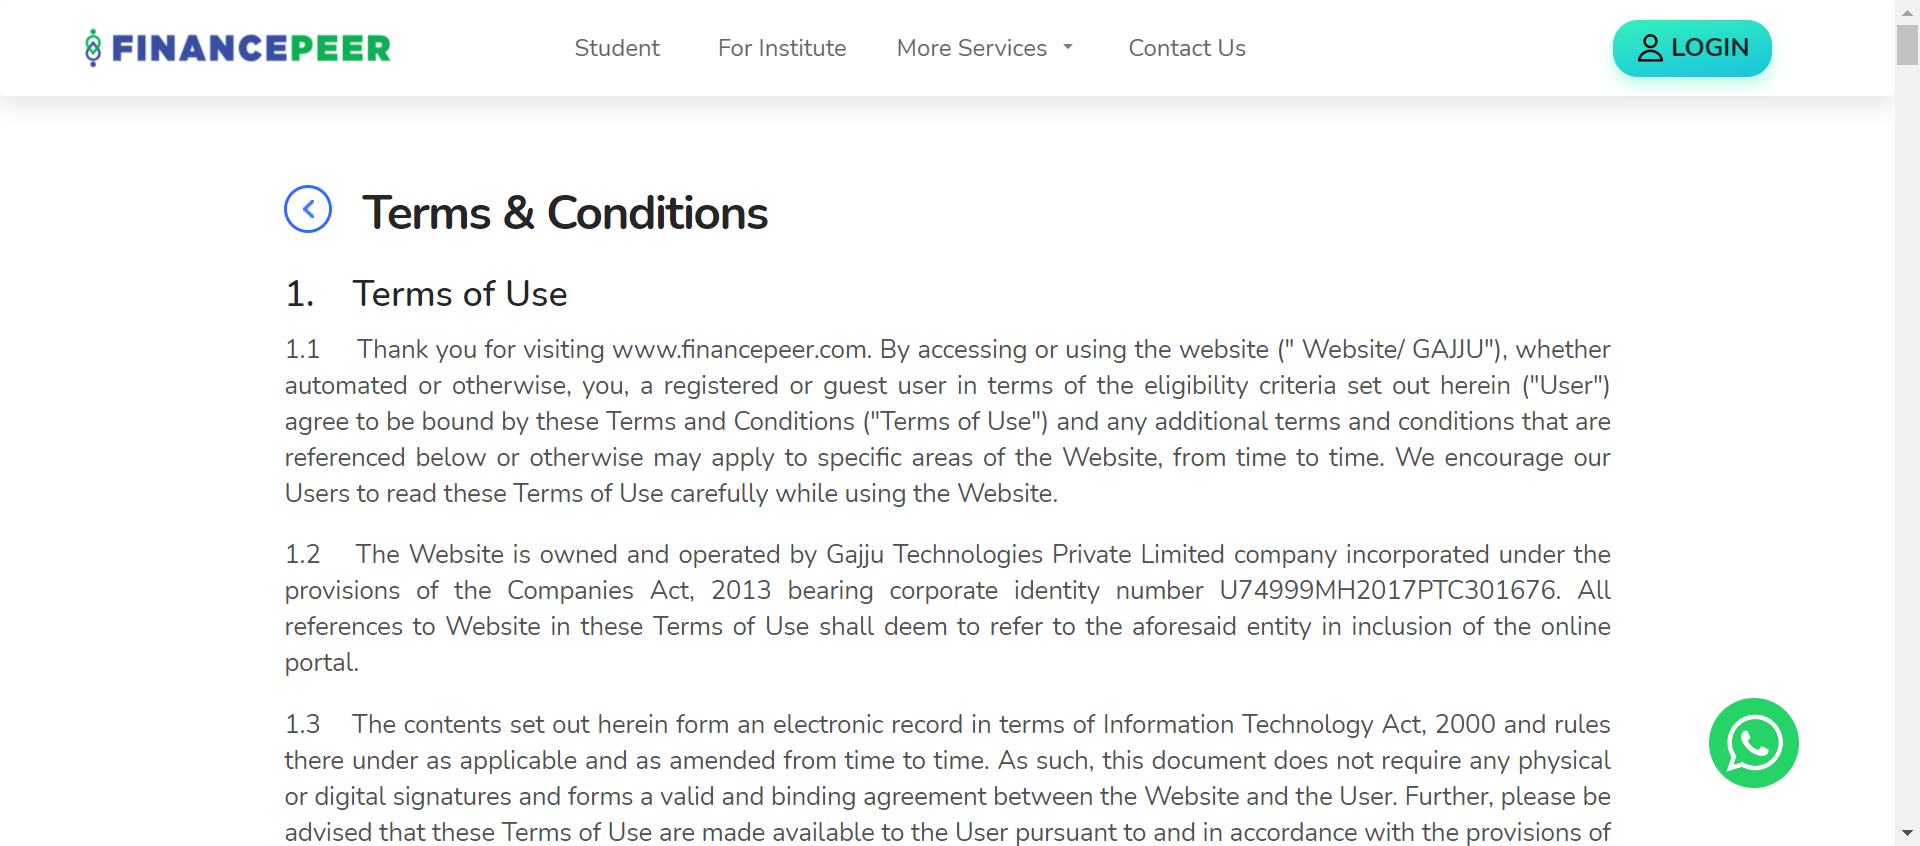 FINANCEPEER
Student
For Institute
More Services
Contact Us
LOGIN
Terms & Conditions
1. Terms of Use
1.1 Thank you for visiting www.financepeer.com. By accessing or using the website (" Website/ GAJJU"), whether
automated or otherwise, you, a registered or guest user in terms of the eligibility criteria set out herein ("User")
agree to be bound by these Terms and Conditions ("Terms of Use") and any additional terms and conditions that are
referenced below or otherwise may apply to specific areas of the Website, from time to time. We encourage our
Users to read these Terms of Use carefully while using the Website.
1.2 The Website is owned and operated by Gajju Technologies Private Limited company incorporated under the
provisions of the Companies Act, 2013 bearing corporate identity number U74999MH2017PTC301676. All
references to Website in these Terms of Use shall deem to refer to the aforesaid entity in inclusion of the online
portal.
1.3 The contents set out herein form an electronic record in terms of Information Technology Act, 2000 and rules
there under as applicable and as amended from time to time. As such, this document does not require any physical
or digital signatures and forms a valid and binding agreement between the Website and the User. Further, please be
advised that these Terms of Use are made available to the User pursuant to and in accordance with the provisions of